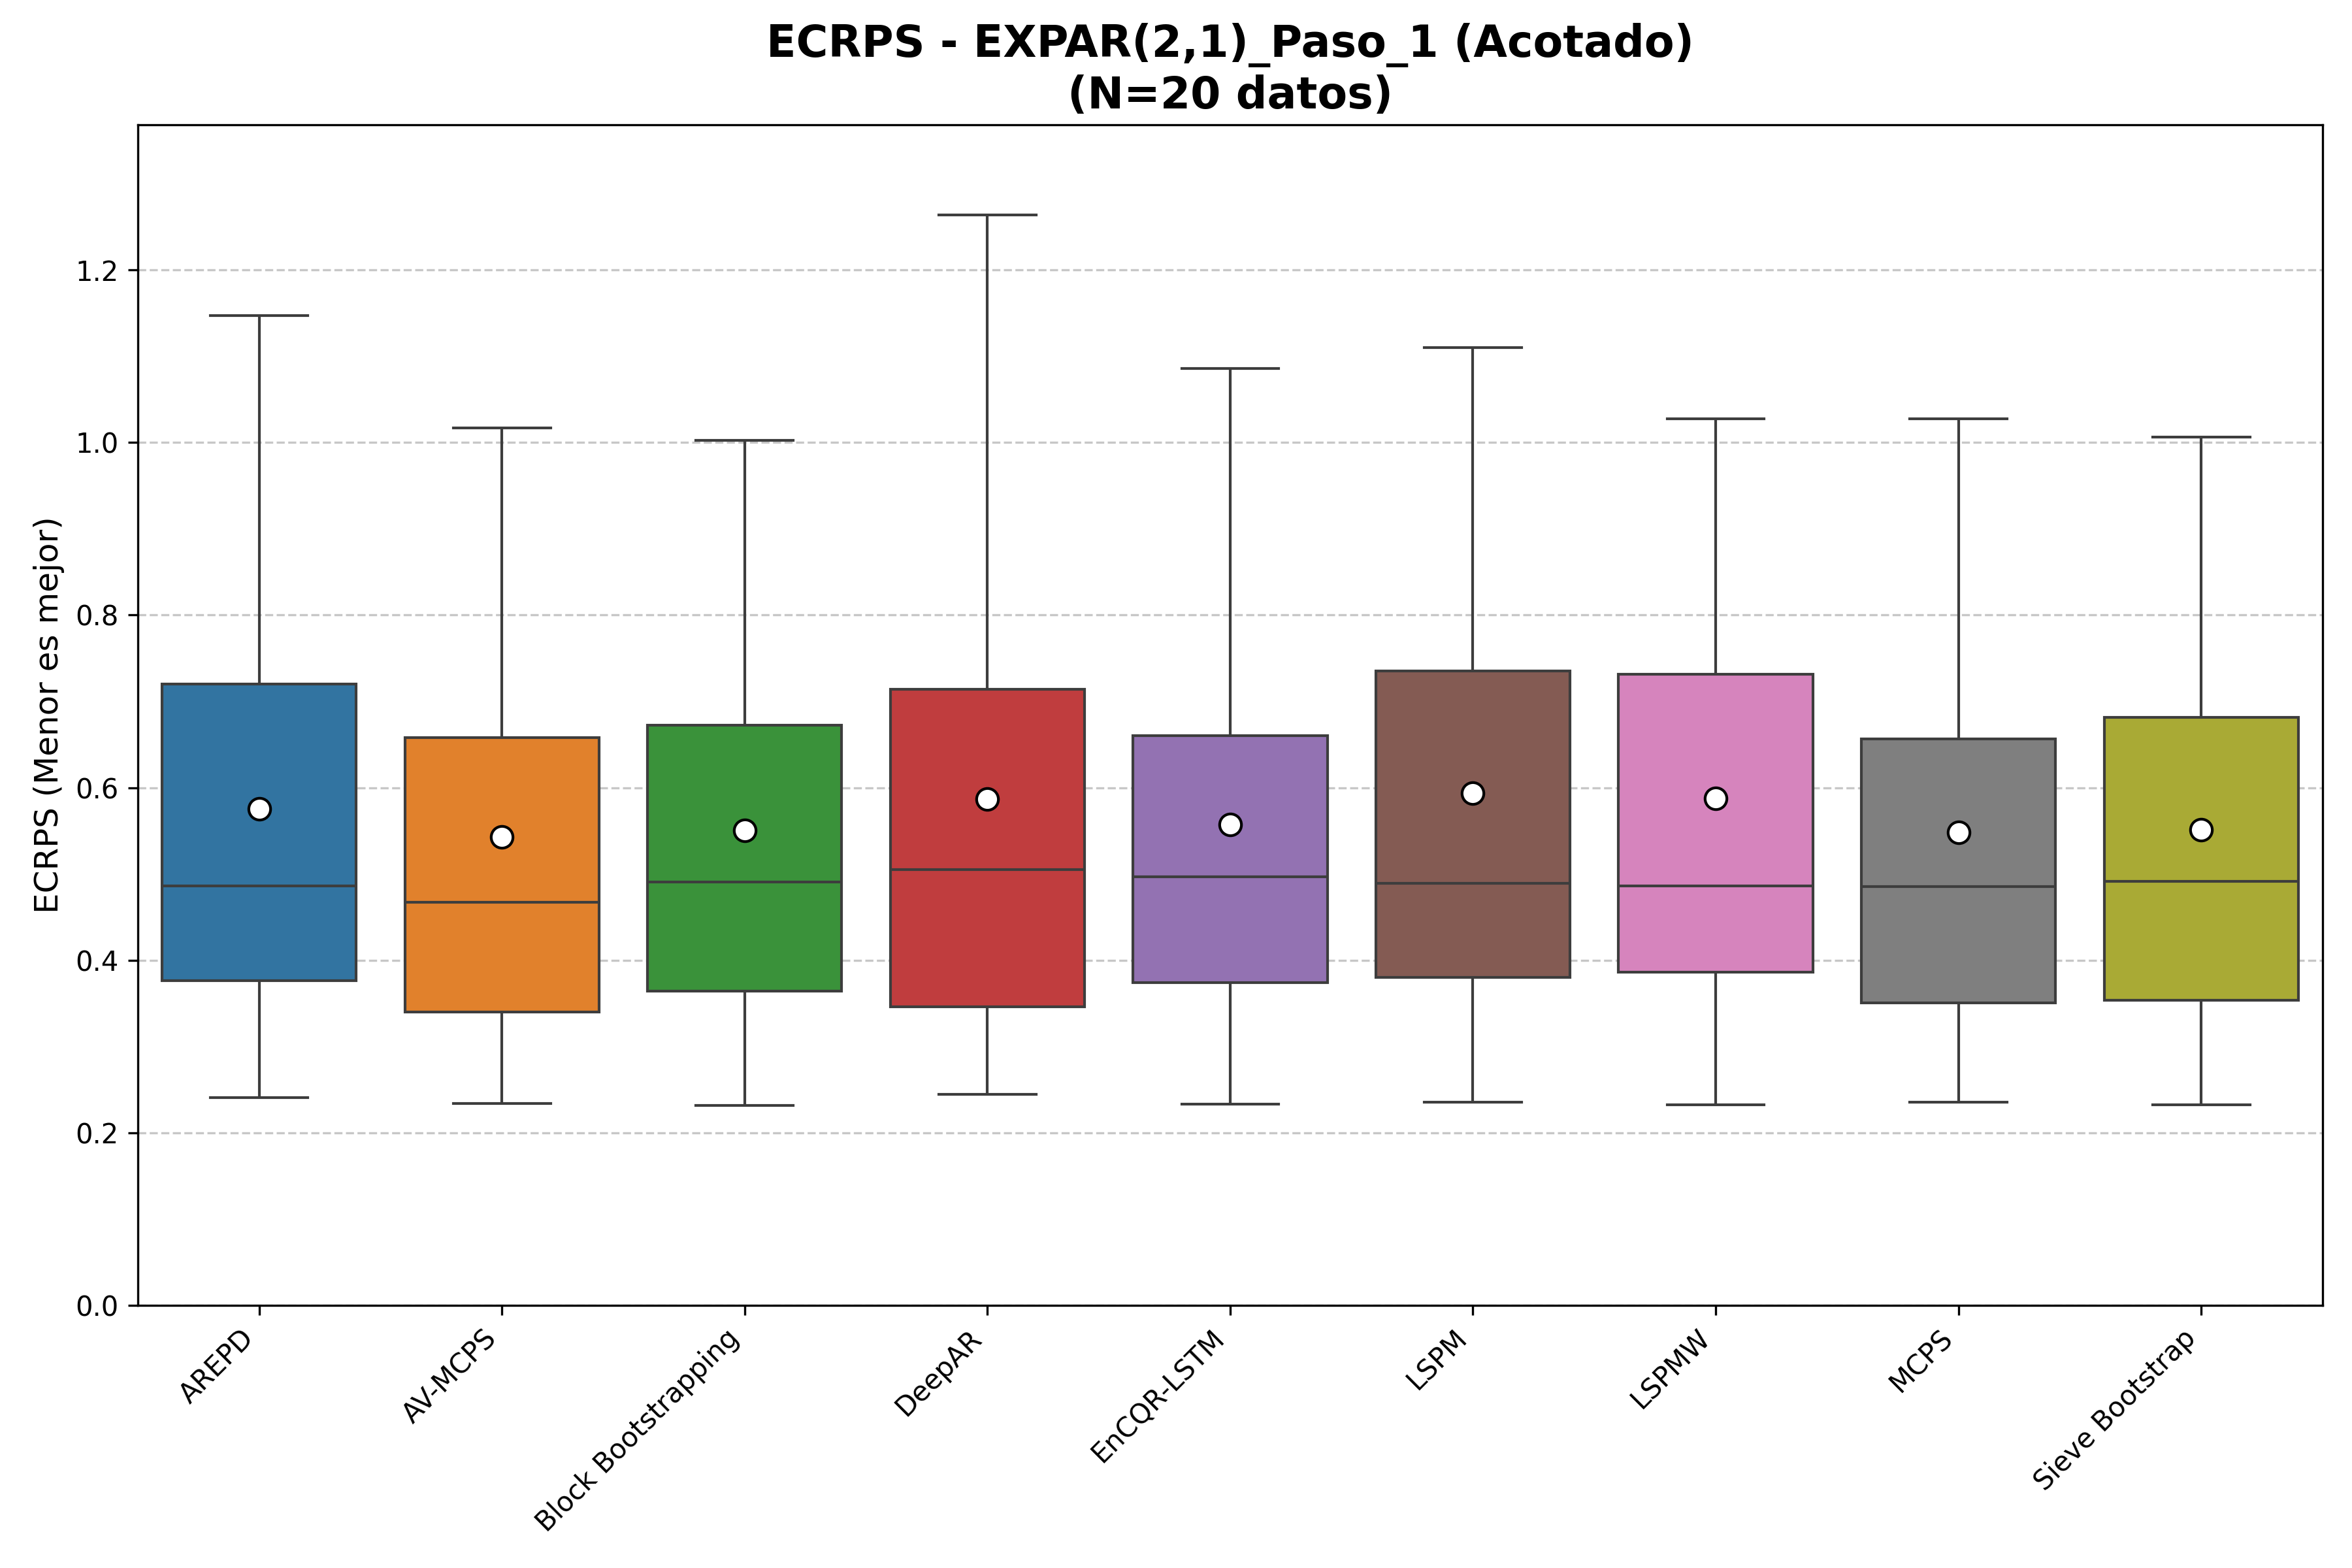 ECRPS - EXPAR(2,1)_Paso_1 (Acotado)
(N=20 datos)
ECRPS (Menor es mejor)
1.2
1.0
0.8
0.6
0.4
0.2
0.0
AREPD
AV-MCPS
Block Bootstrapping
DeepAR
EnCQR-LSTM
LSPM
LSPMW
MCPS
Sieve Bootstrap